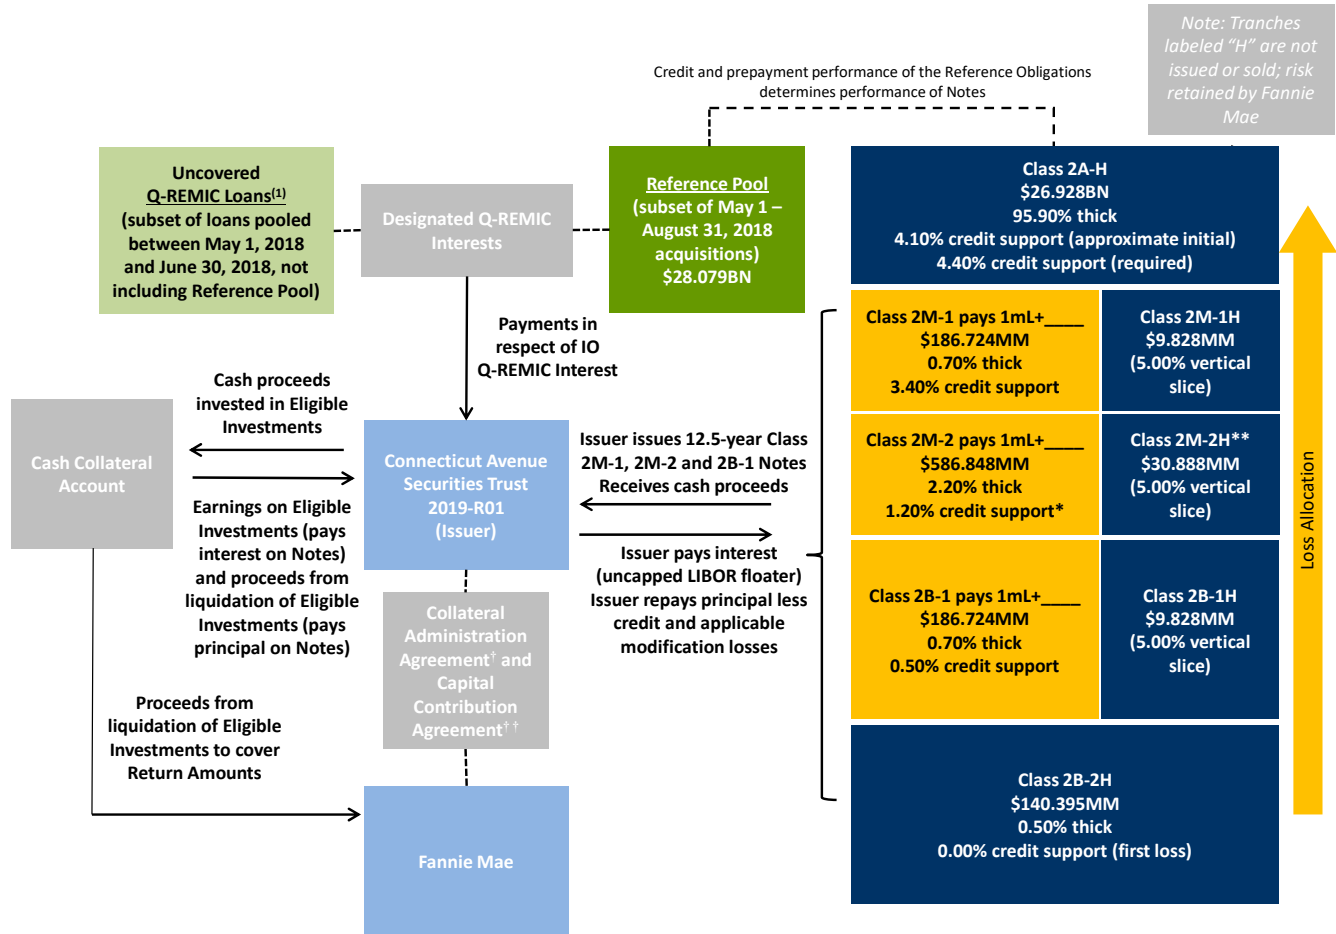 Note: Tranches
labeled “H” are not
issued or sold; risk
retained by Fannie
Mae
Credit and prepayment performance of the Reference Obligations
determines performance of Notes
Uncovered
Q-REMIC Loans(1)
(subset of loans pooled
between May 1, 2018
and June 30, 2018, not
including Reference Pool)
Designated Q-REMIC
Interests
Reference Pool
(subset of May 1 –
August 31, 2018
acquisitions)
$28.079BN
Class 2A-H
$26.928BN
95.90% thick
4.10% credit support (approximate initial)
4.40% credit support (required)
Payments in
respect of IO
Q-REMIC Interest
Class 2M-1 pays 1mL+____
$186.724MM
0.70% thick
3.40% credit support
Class 2M-1H
$9.828MM
(5.00% vertical
slice)
Cash proceeds
invested in Eligible
Investments
Cash Collateral
Account
Connecticut Avenue
Securities Trust
2019-R01
(Issuer)
Issuer issues 12.5-year Class
2M-1, 2M-2 and 2B-1 Notes
Receives cash proceeds
Class 2M-2 pays 1mL+____
$586.848MM
2.20% thick
1.20% credit support*
Class 2M-2H**
$30.888MM
(5.00% vertical
slice)
Loss Allocation
Earnings on Eligible
Investments (pays
interest on Notes)
and proceeds from
liquidation of Eligible
Investments (pays
principal on Notes)
Issuer pays interest
(uncapped LIBOR floater)
Issuer repays principal less
credit and applicable
modification losses
Class 2B-1 pays 1mL+____
$186.724MM
0.70% thick
0.50% credit support
Class 2B-1H
$9.828MM
(5.00% vertical
slice)
Collateral
Administration
Agreement† and
Capital
Contribution
Agreement††
Proceeds from
liquidation of Eligible
Investments to cover
Return Amounts
Class 2B-2H
$140.395MM
0.50% thick
0.00% credit support (first loss)
Fannie Mae